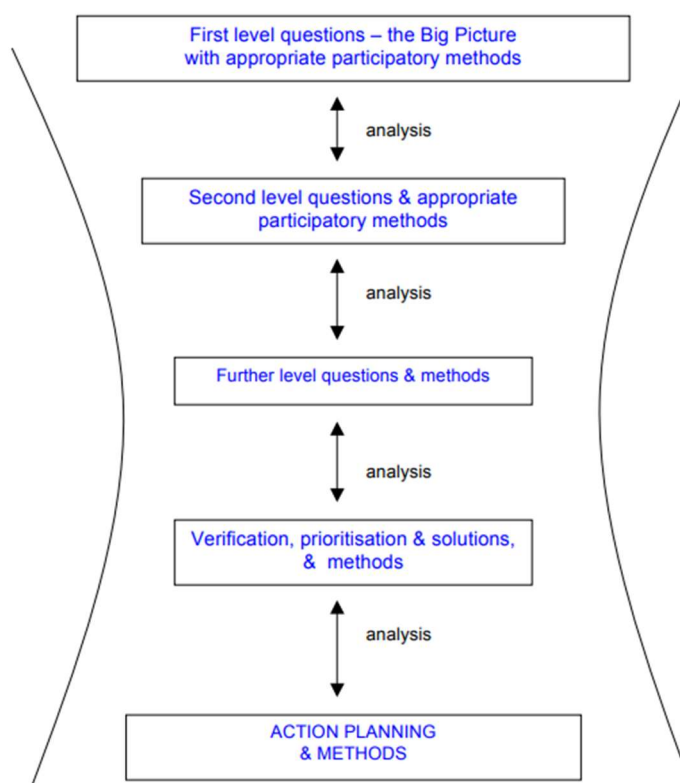 First level questions – the Big Picture
with appropriate participatory methods
analysis
Second level questions & appropriate
participatory methods
analysis
Further level questions & methods
analysis
Verification, prioritisation & solutions,
& methods
analysis
ACTION PLANNING
& METHODS